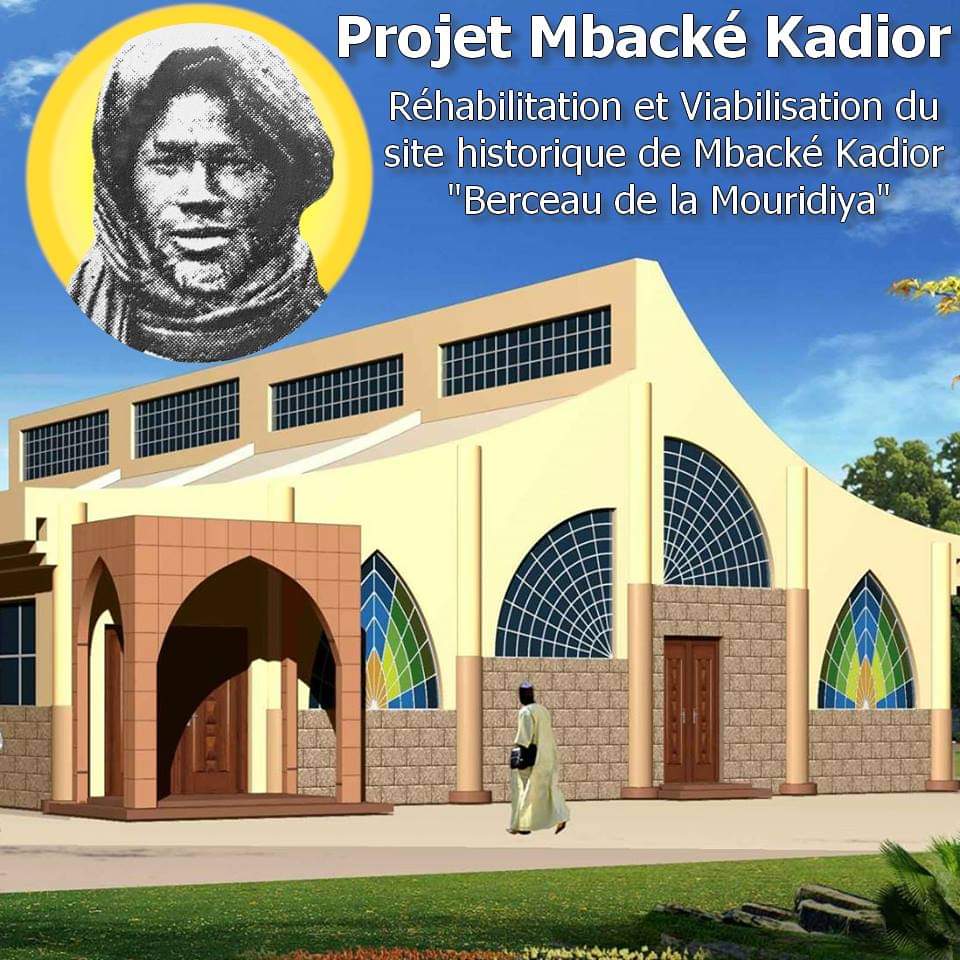 Projet Mbacké Kadior
Réhabilitation et Viabilisation du
site historique de Mbacké Kadior
"Berceau de la Mouridiya"